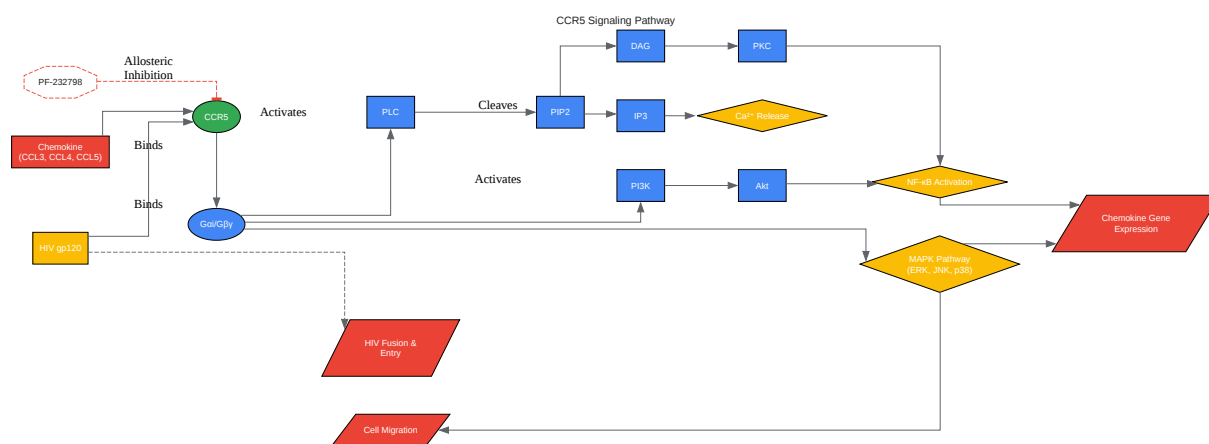 CCR5 Signaling Pathway
DAG
PKC
Allosteric
Inhibition
PF-232798
CCR5
Activates
PLC
Cleaves
PIP2
IP3
Ca²⁺ Release
Chemokine
(CCL3, CCL4, CCL5)
Binds
Activates
PI3K
Akt
NF-κB Activation
Binds
Gαi/Gβγ
Chemokine Gene
Expression
HIV gp120
MAPK Pathway
(ERK, JNK, p38)
HIV Fusion &
Entry
Cell Migration